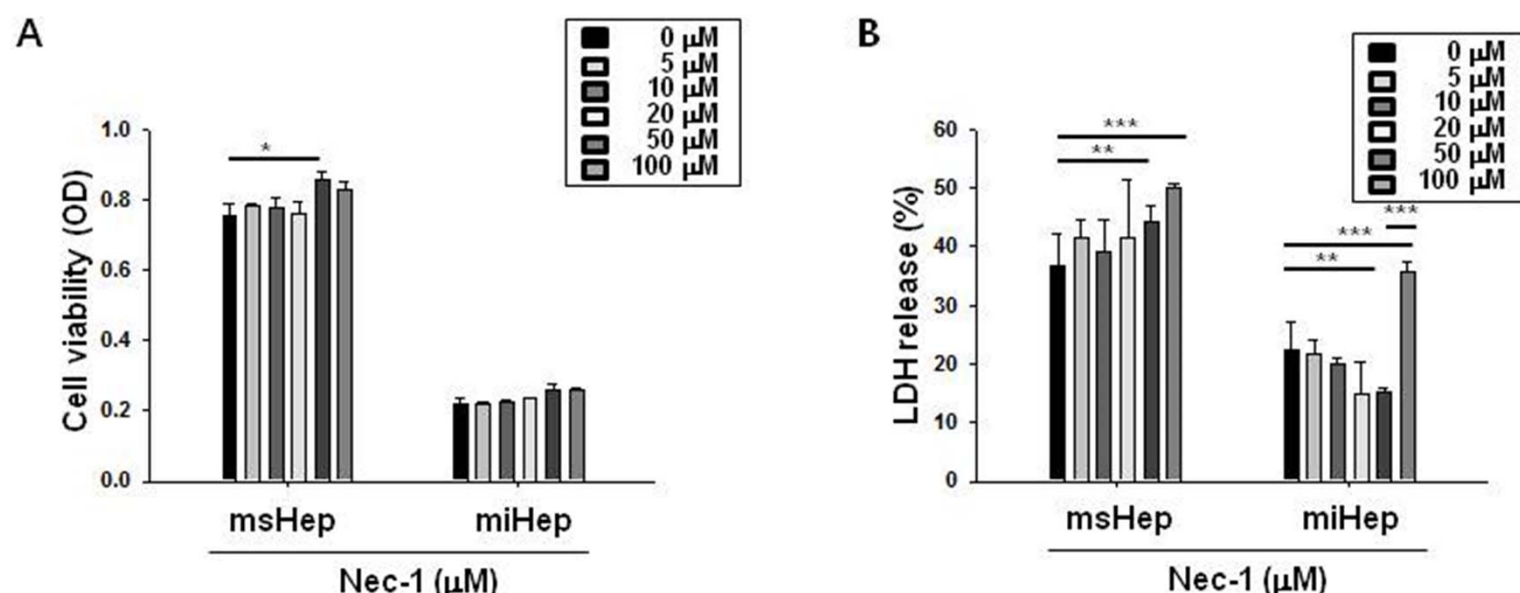 A
0 μM
5 μM
10 μM
20 μM
50 μM
100 μM
Cell viability (OD)
1.0
0.8
0.6
0.4
0.2
0.0
*
msHep
miHep
Nec-1 (μM)
B
0 μM
5 μM
10 μM
20 μM
50 μM
100 μM
LDH release (%)
60
50
40
30
20
10
0
***
**
***
***
**
msHep
miHep
Nec-1 (μM)